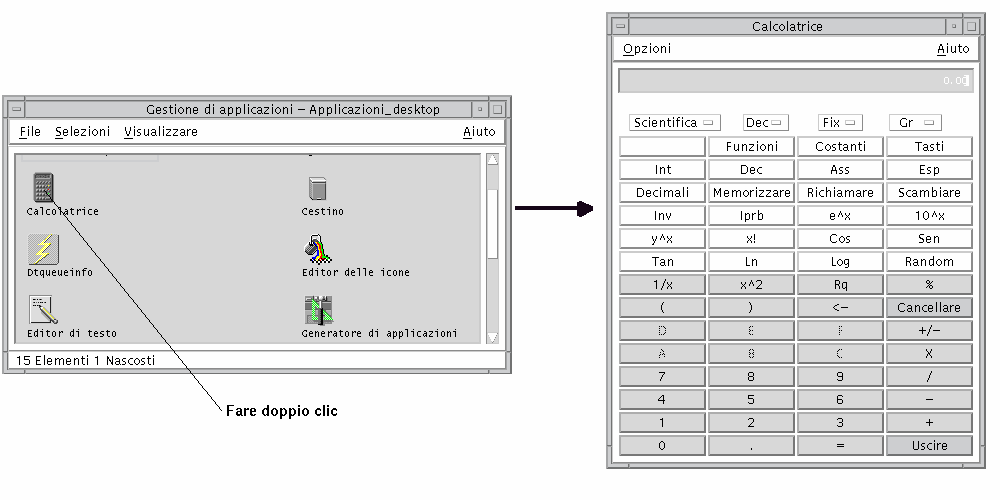 Gestione di applicazioni – Applicazioni_desktop
File Selezioni Visualizzare Aiuto
Calcolatrice Cestino
Dtqueueinfo Editor delle icone
Editor di testo Generatore di applicazioni
15 Elementi 1 Nascosti
Fare doppio clic
Calcolatrice
Opzioni Aiuto
0.00
Scientifica Dec Fix Gr
Funzioni Costanti Tasti
Int Dec Ass Esp
Decimali Memorizzare Richiamare Scambiare
Inv Iprb e^x 10^x
y^x x! Cos Sen
Tan Ln Log Random
1/x x^2 Rq %
( ) <– Cancellare
D E F +/–
A B C X
7 8 9 /
4 5 6 –
1 2 3 +
0 . = Uscire